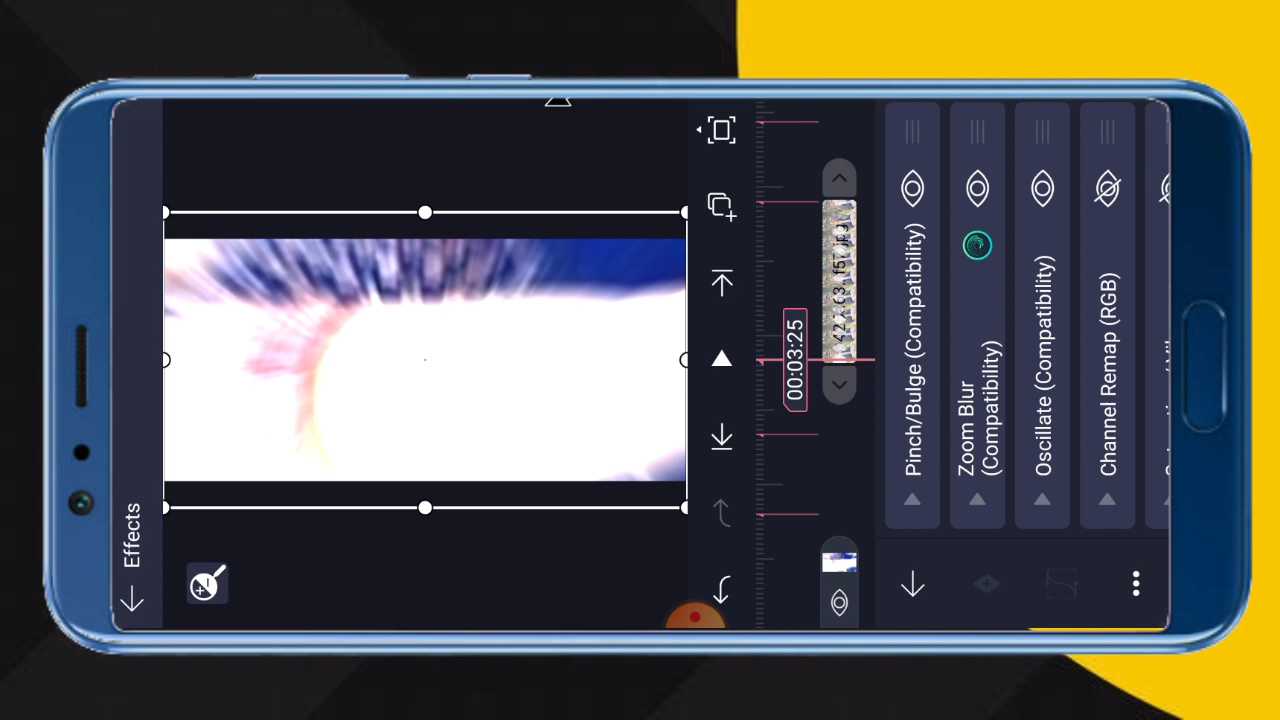 Effects
00:03:25
Pinch/Bulge (Compatibility)
Zoom Blur
(Compatibility)
Oscillate (Compatibility)
Channel Remap (RGB)